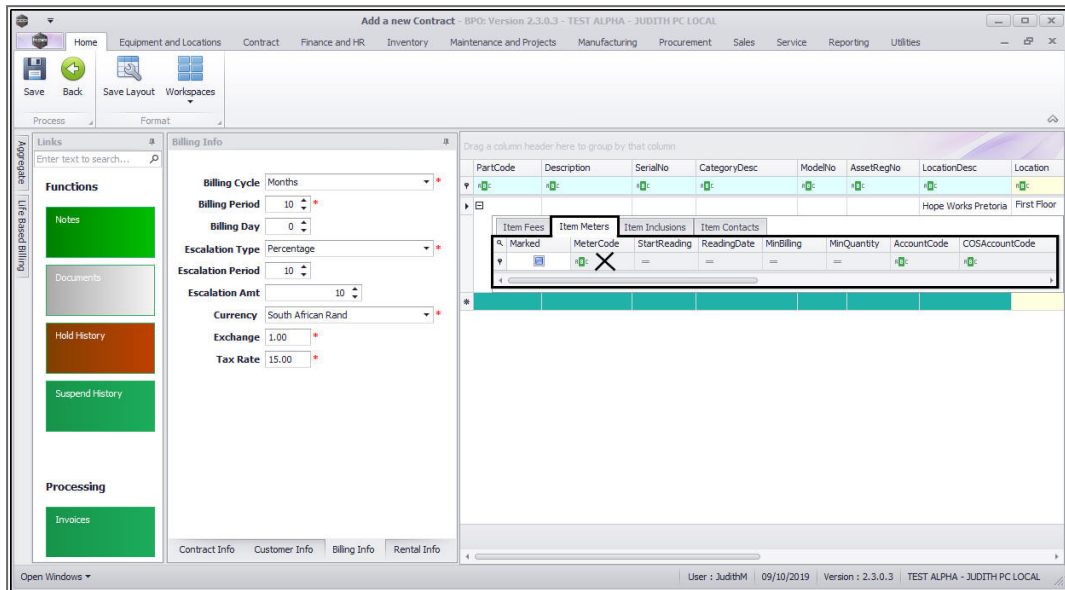 Add a new Contract - BPO: Version 2.3.0.3 - TEST ALPHA - JUDITH PC LOCAL
Home Equipment and Locations Contract Finance and HR Inventory Maintenance and Projects Manufacturing Procurement Sales Service Reporting Utilities
Save Back Save Layout Workspaces
Process Format
Aggregate
Life Based Billing
Links
Enter text to search...
Functions
Notes
Documents
Hold History
Suspend History
Processing
Invoices
Billing Info
Billing Cycle Months *
Billing Period 10 *
Billing Day 0
Escalation Type Percentage *
Escalation Period 10
Escalation Amt 10
Currency South African Rand *
Exchange 1.00 *
Tax Rate 15.00 *
Contract Info Customer Info Billing Info Rental Info
Drag a column header here to group by that column
PartCode Description SerialNo CategoryDesc ModelNo AssetRegNo LocationDesc Location
Hope Works Pretoria First Floor
Item Fees Item Meters Item Inclusions Item Contacts
Marked MeterCode StartReading ReadingDate MinBilling MinQuantity AccountCode COSAccountCode
= = = =
Open Windows
User : JudithM 09/10/2019 Version : 2.3.0.3 TEST ALPHA - JUDITH PC LOCAL